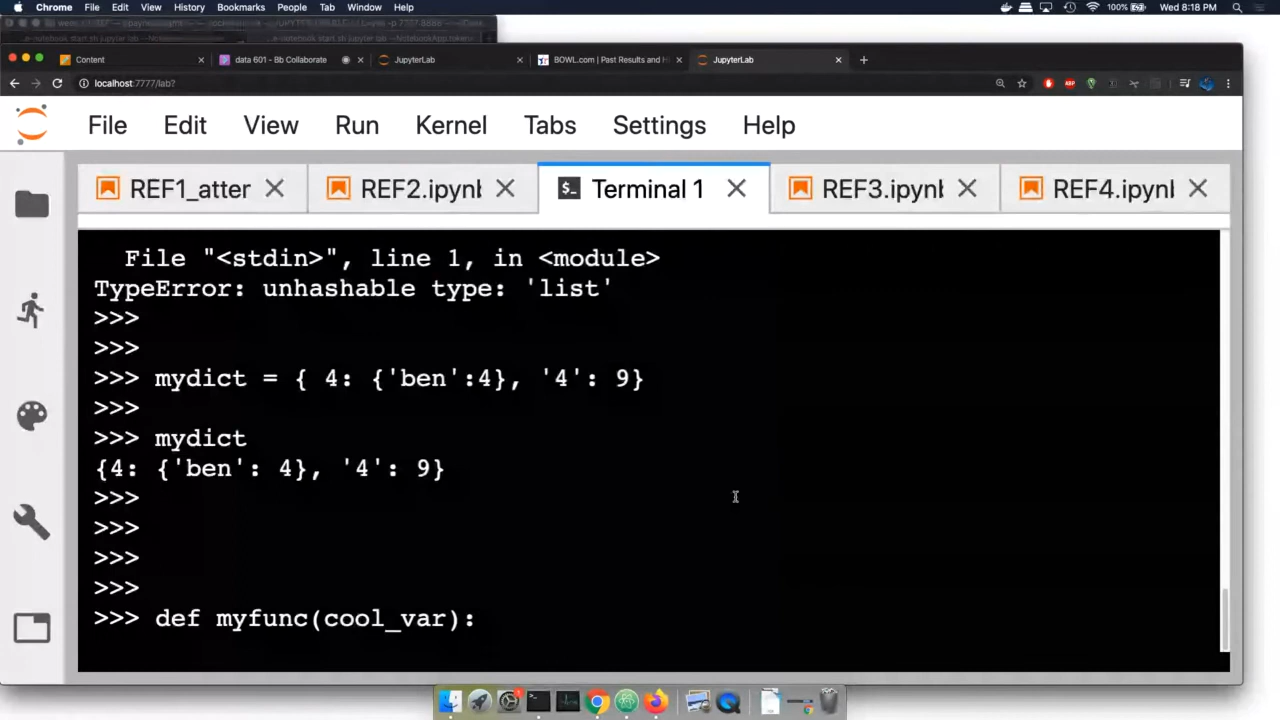 Chrome File Edit View History Bookmarks People Tab Window Help 100% Wed 8:18 PM
Content data 601 - Bb Collaborate JupyterLab BOWL.com | Past Results and Hi JupyterLab
localhost:7777/lab?
File Edit View Run Kernel Tabs Settings Help
REF1_atter REF2.ipynb Terminal 1 REF3.ipynb REF4.ipynb
File "<stdin>", line 1, in <module>
TypeError: unhashable type: 'list'
>>>
>>>
>>> mydict = { 4: {'ben':4}, '4': 9}
>>>
>>> mydict
{4: {'ben': 4}, '4': 9}
>>>
>>>
>>>
>>>
>>> def myfunc(cool_var):